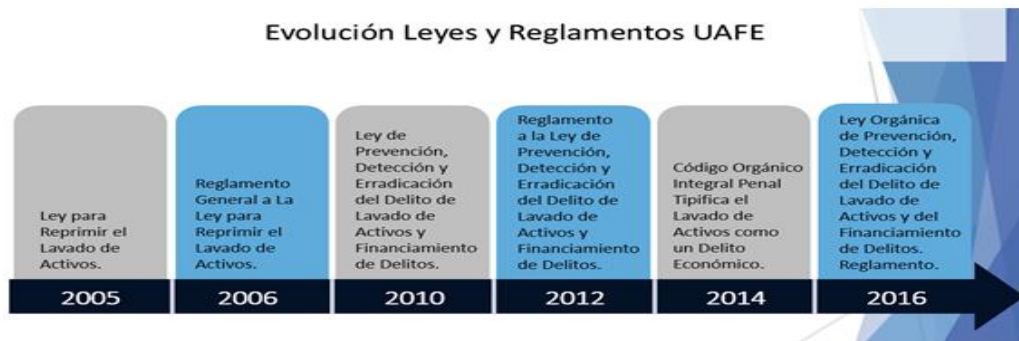 Evolución Leyes y Reglamentos UAFE
Ley para
Reprimir el
Lavado de
Activos.
2005
Reglamento
General a La
Ley para
Reprimir el
Lavado de
Activos.
2006
Ley de
Prevención,
Detección y
Erradicación
del Delito de
Lavado de
Activos y
Financiamiento
de Delitos.
2010
Reglamento
a la Ley de
Prevención,
Detección y
Erradicación
del Delito de
Lavado de
Activos y
Financiamiento
de Delitos.
2012
Código Orgánico
Integral Penal
Tipifica el
Lavado de
Activos como
un Delito
Económico.
2014
Ley Orgánica
de Prevención,
Detección y
Erradicación
del Delito de
Lavado de
Activos y del
Financiamiento
de Delitos.
Reglamento.
2016